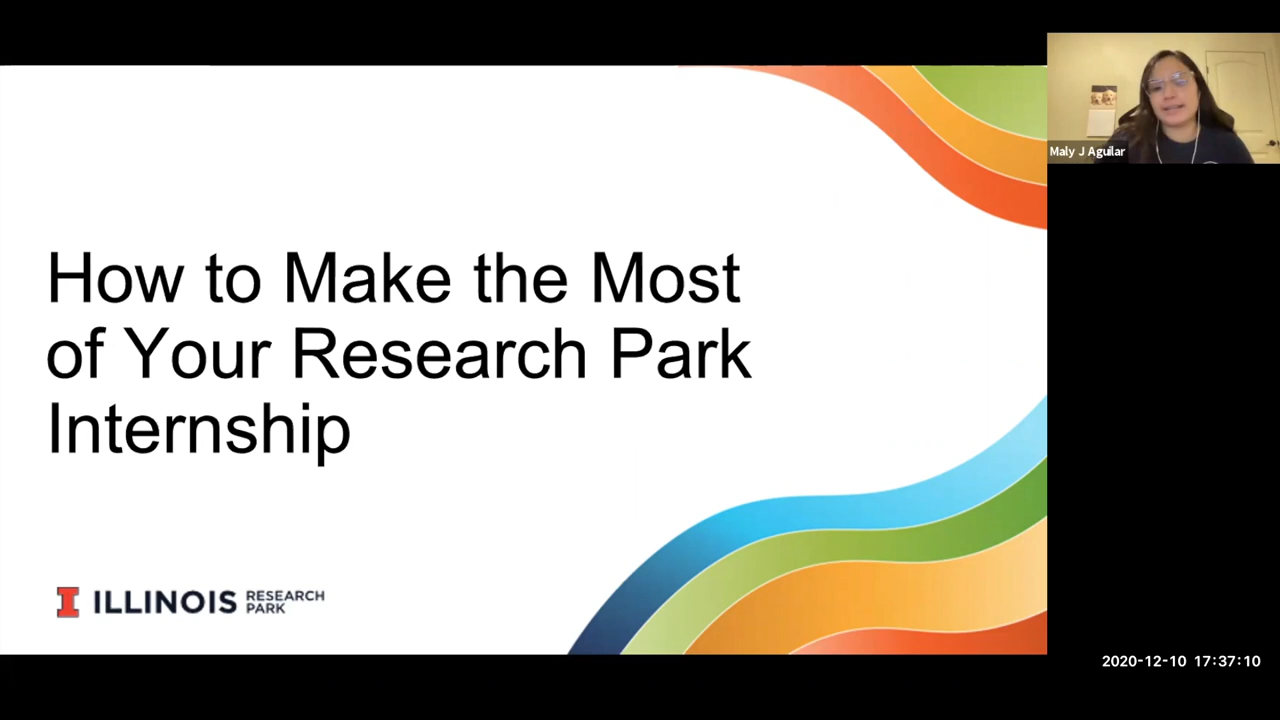 How to Make the Most
of Your Research Park
Internship
I ILLINOIS RESEARCH
PARK
Maly J Aguilar
2020-12-10 17:37:10